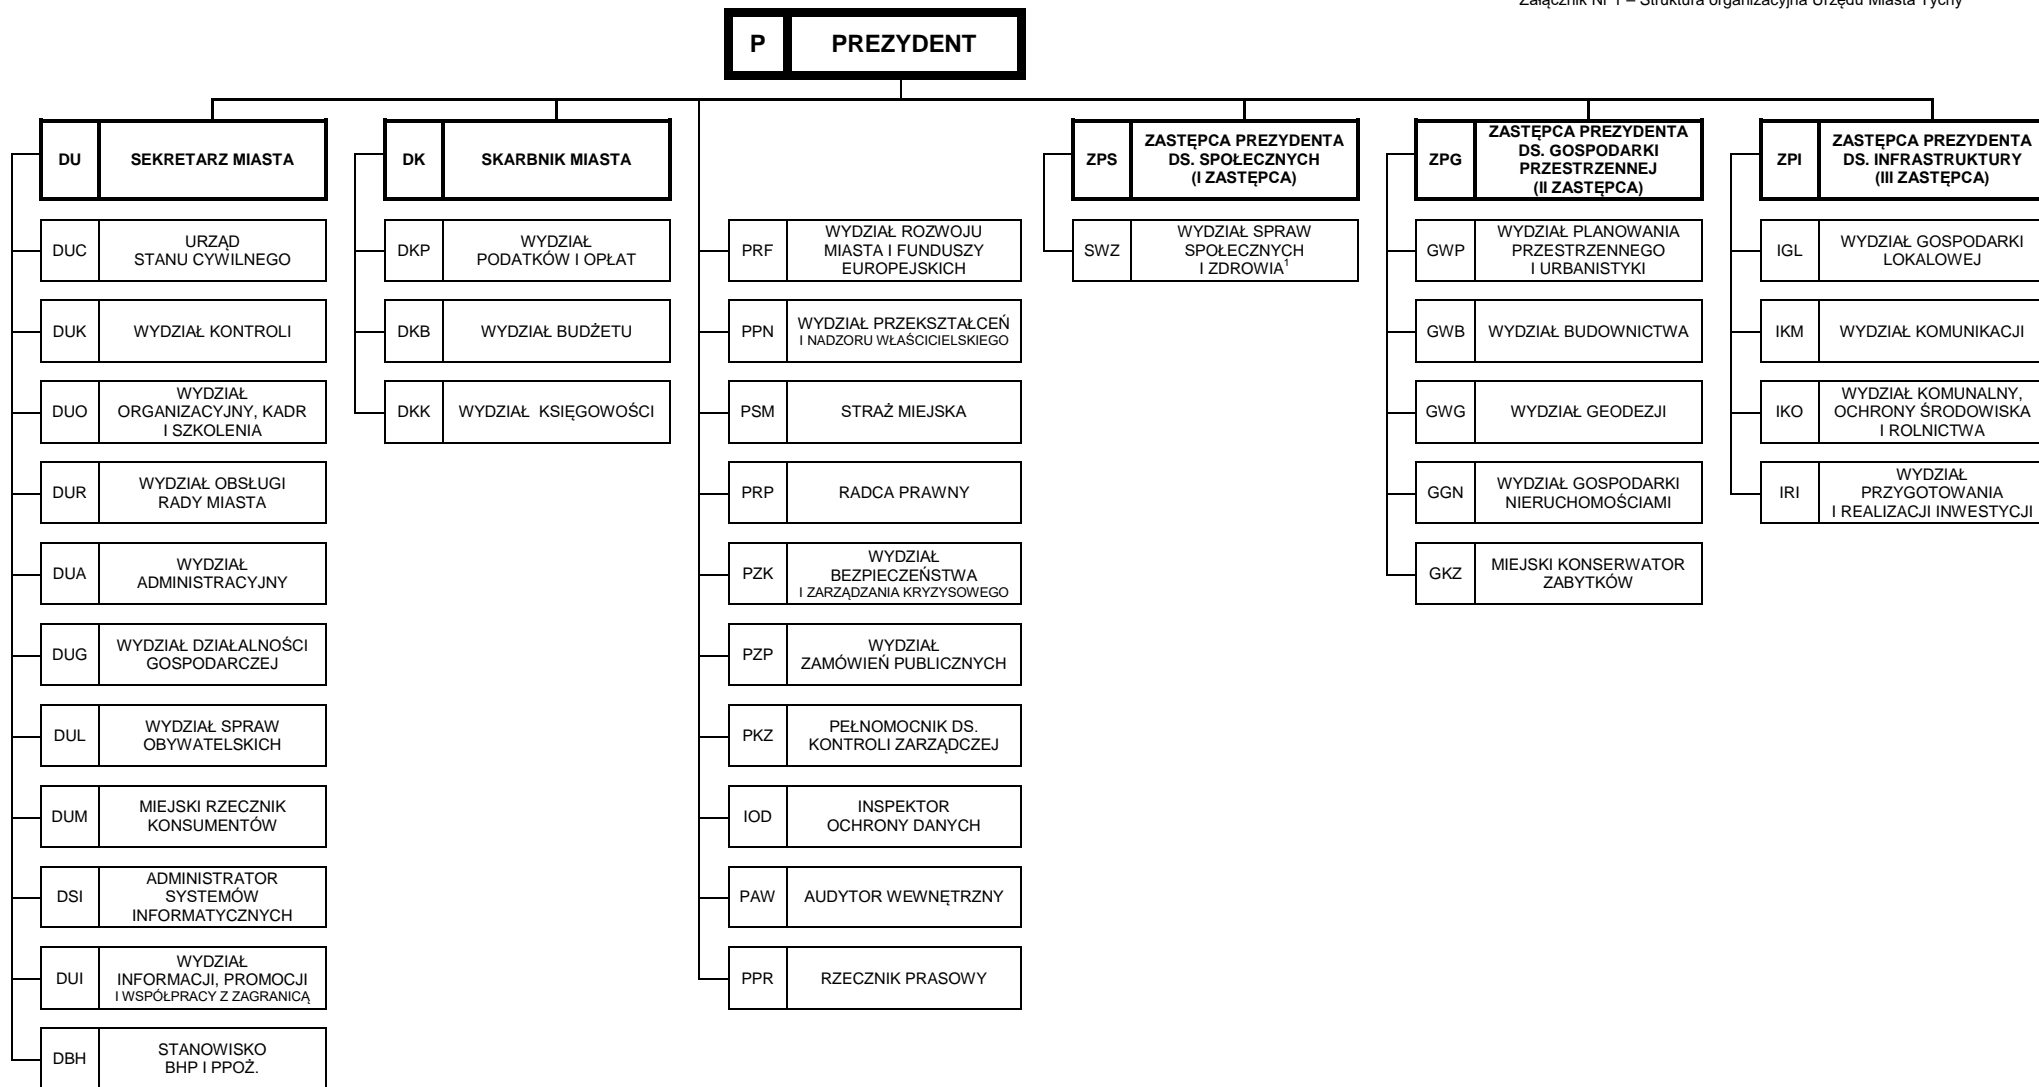 Załącznik Nr 1 – Struktura organizacyjna Urzędu Miasta Tychy
P PREZYDENT
DU SEKRETARZ MIASTA
DUC URZĄD
STANU CYWILNEGO
DUK WYDZIAŁ KONTROLI
DUO WYDZIAŁ
ORGANIZACYJNY, KADR
I SZKOLENIA
DUR WYDZIAŁ OBSŁUGI
RADY MIASTA
DUA WYDZIAŁ
ADMINISTRACYJNY
DUG WYDZIAŁ DZIAŁALNOŚCI
GOSPODARCZEJ
DUL WYDZIAŁ SPRAW
OBYWATELSKICH
DUM MIEJSKI RZECZNIK
KONSUMENTÓW
DSI ADMINISTRATOR
SYSTEMÓW
INFORMATYCZNYCH
DUI WYDZIAŁ
INFORMACJI, PROMOCJI
I WSPÓŁPRACY Z ZAGRANICĄ
DBH STANOWISKO
BHP I PPOŻ.
DK SKARBNIK MIASTA
DKP WYDZIAŁ
PODATKÓW I OPŁAT
DKB WYDZIAŁ BUDŻETU
DKK WYDZIAŁ KSIĘGOWOŚCI
PRF WYDZIAŁ ROZWOJU
MIASTA I FUNDUSZY
EUROPEJSKICH
PPN WYDZIAŁ PRZEKSZTAŁCEŃ
I NADZORU WŁAŚCICIELSKIEGO
PSM STRAŻ MIEJSKA
PRP RADCA PRAWNY
PZK WYDZIAŁ
BEZPIECZEŃSTWA
I ZARZĄDZANIA KRYZYSOWEGO
PZP WYDZIAŁ
ZAMÓWIEŃ PUBLICZNYCH
PKZ PEŁNOMOCNIK DS.
KONTROLI ZARZĄDCZEJ
IOD INSPEKTOR
OCHRONY DANYCH
PAW AUDYTOR WEWNĘTRZNY
PPR RZECZNIK PRASOWY
ZPS ZASTĘPCA PREZYDENTA
DS. SPOŁECZNYCH
(I ZASTĘPCA)
SWZ WYDZIAŁ SPRAW
SPOŁECZNYCH
I ZDROWIA¹
ZPG ZASTĘPCA PREZYDENTA
DS. GOSPODARKI
PRZESTRZENNEJ
(II ZASTĘPCA)
GWP WYDZIAŁ PLANOWANIA
PRZESTRZENNEGO
I URBANISTYKI
GWB WYDZIAŁ BUDOWNICTWA
GWG WYDZIAŁ GEODEZJI
GGN WYDZIAŁ GOSPODARKI
NIERUCHOMOŚCIAMI
GKZ MIEJSKI KONSERWATOR
ZABYTKÓW
ZPI ZASTĘPCA PREZYDENTA
DS. INFRASTRUKTURY
(III ZASTĘPCA)
IGL WYDZIAŁ GOSPODARKI
LOKALOWEJ
IKM WYDZIAŁ KOMUNIKACJI
IKO WYDZIAŁ KOMUNALNY,
OCHRONY ŚRODOWISKA
I ROLNICTWA
IRI WYDZIAŁ
PRZYGOTOWANIA
I REALIZACJI INWESTYCJI